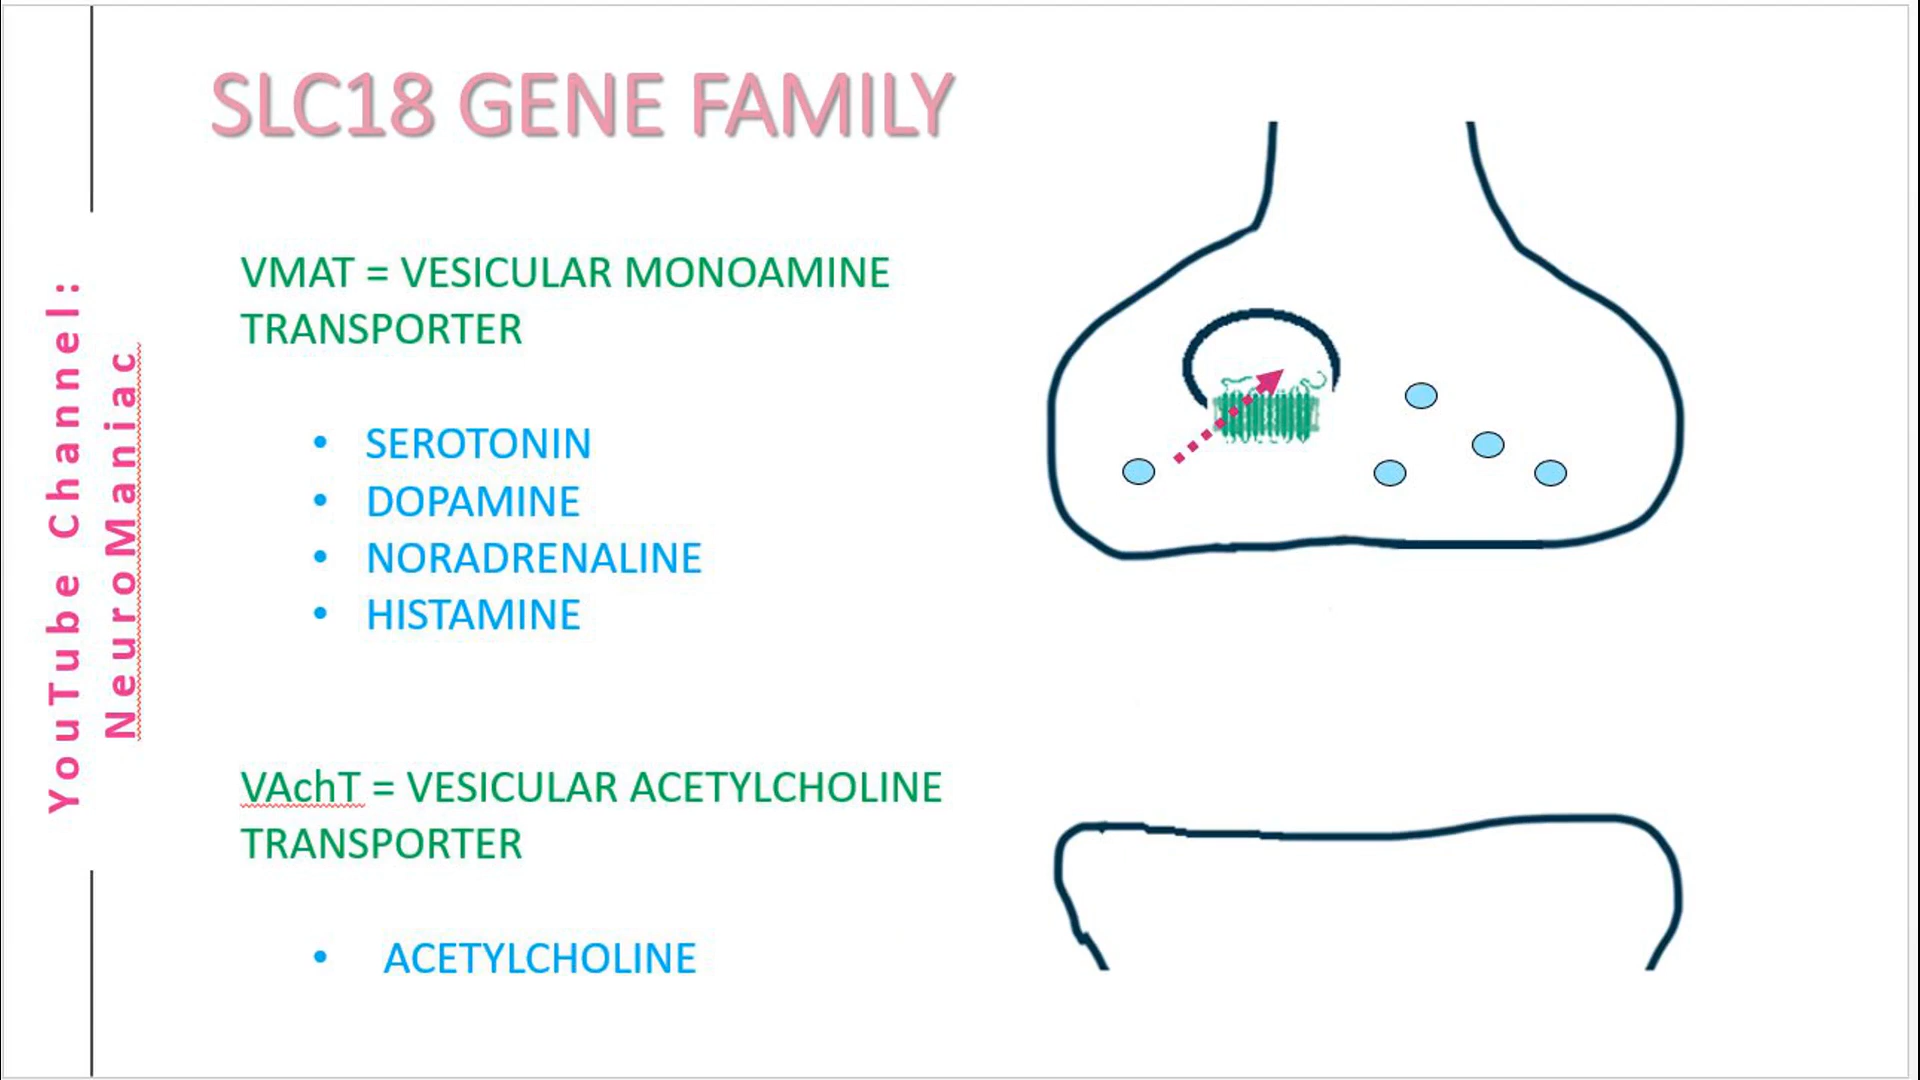 SLC18 GENE FAMILY
YouTube Channel:
NeuroManiac
VMAT = VESICULAR MONOAMINE
TRANSPORTER
• SEROTONIN
• DOPAMINE
• NORADRENALINE
• HISTAMINE
VAchT = VESICULAR ACETYLCHOLINE
TRANSPORTER
• ACETYLCHOLINE